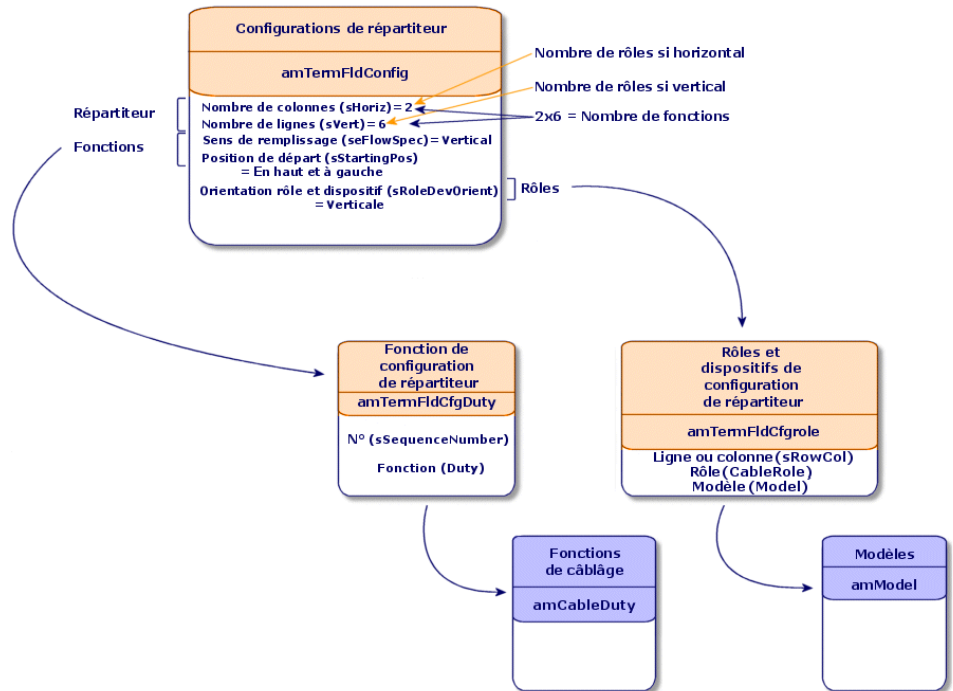 Configurations de répartiteur
amTermFldConfig
Nombre de colonnes (sHoriz)= 2
Nombre de lignes (sVert)= 6
Sens de remplissage (seFlowSpec)= Vertical
Position de départ (sStartingPos)
= En haut et à gauche
Orientation rôle et dispositif (sRoleDevOrient)
= Verticale
Répartiteur
Fonctions
Nombre de rôles si horizontal
Nombre de rôles si vertical
2x6 = Nombre de fonctions
Rôles
Fonction de
configuration
de répartiteur
amTermFldCfgDuty
N° (sSequenceNumber)
Fonction (Duty)
Rôles et
dispositifs de
configuration
de répartiteur
amTermFldCfgrole
Ligne ou colonne (sRowCol)
Rôle (CableRole)
Modèle (Model)
Fonctions
de câblâge
amCableDuty
Modèles
amModel